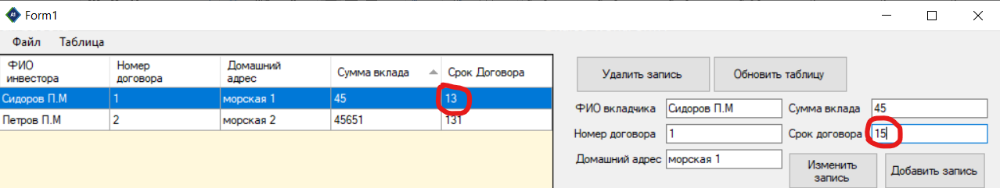 Form1
Файл Таблица
ФИО инвестора Номер договора Домашний адрес Сумма вклада Срок Договора
Сидоров П.М 1 морская 1 45 13
Петров П.М 2 морская 2 45651 131
Удалить запись Обновить таблицу
ФИО вкладчика Сидоров П.М Сумма вклада 45
Номер договора 1 Срок договора 15
Домашний адрес морская 1
Изменить запись
Добавить запись